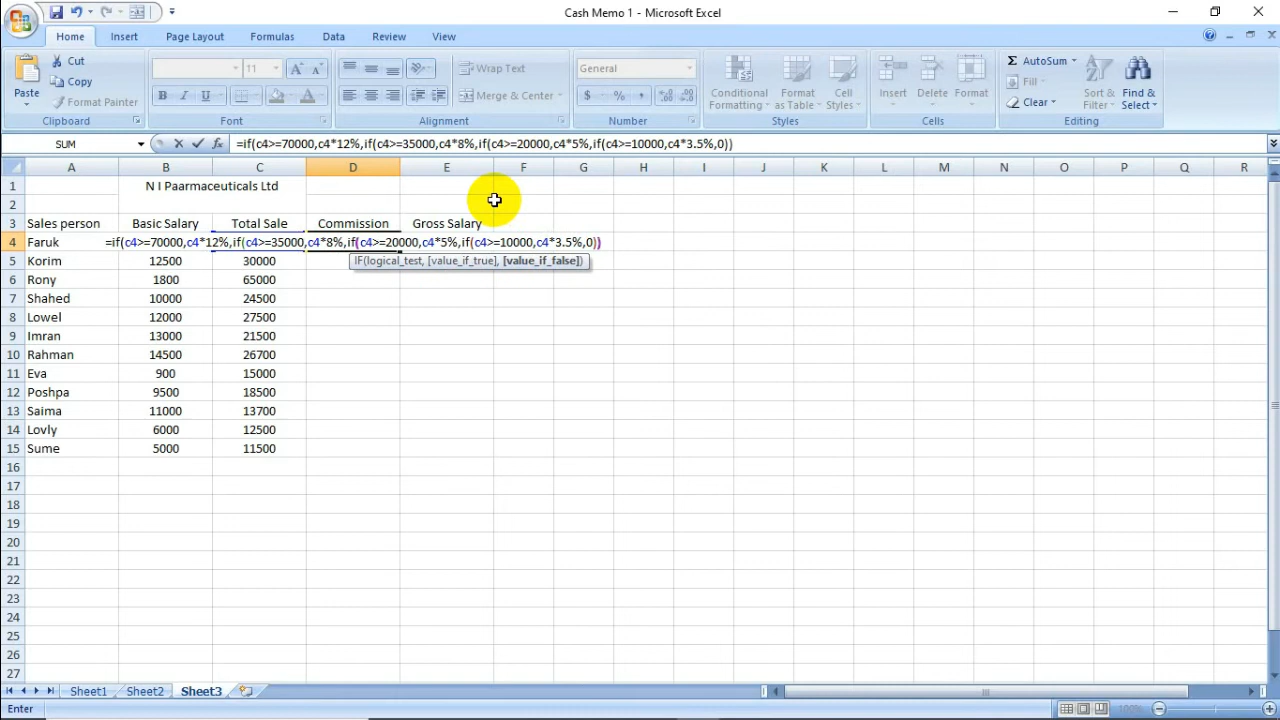 Cash Memo 1 - Microsoft Excel
Home Insert Page Layout Formulas Data Review View
Cut
Copy
Format Painter
Paste
Clipboard
11 A A
B I U A
Font
Wrap Text
Merge & Center
Alignment
General
$ % ,
Number
Conditional Formatting Format as Table Cell Styles
Styles
Insert Delete Format
Cells
Σ AutoSum
Fill
Clear
Sort & Filter Find & Select
Editing
SUM fx =if(c4>=70000,c4*12%,if(c4>=35000,c4*8%,if(c4>=20000,c4*5%,if(c4>=10000,c4*3.5%,0))
A B C D E F G H I J K L M N O P Q R
1 N I Paarmaceuticals Ltd
2
3 Sales person Basic Salary Total Sale Commission Gross Salary
4 Faruk =if(c4>=70000,c4*12%,if(c4>=35000,c4*8%,if(c4>=20000,c4*5%,if(c4>=10000,c4*3.5%,0))
5 Korim 12500 30000 IF(logical_test, [value_if_true], [value_if_false])
6 Rony 1800 65000
7 Shahed 10000 24500
8 Lowel 12000 27500
9 Imran 13000 21500
10 Rahman 14500 26700
11 Eva 900 15000
12 Poshpa 9500 18500
13 Saima 11000 13700
14 Lovly 6000 12500
15 Sume 5000 11500
16
17
18
19
20
21
22
23
24
25
26
27
Sheet1 Sheet2 Sheet3
Enter 100%